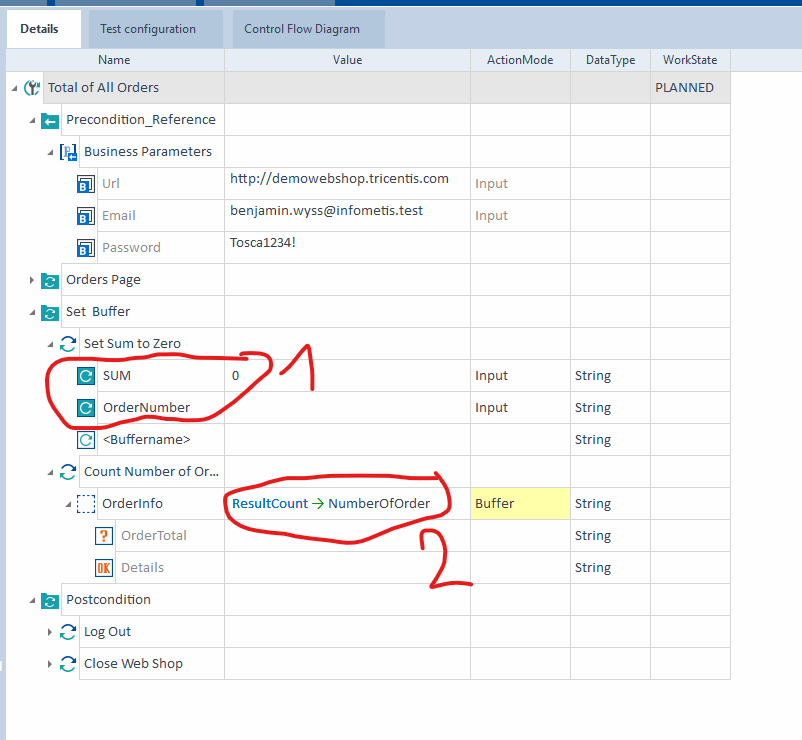 Details Test configuration Control Flow Diagram
Name Value ActionMode DataType WorkState
Total of All Orders PLANNED
Precondition_Reference
Business Parameters
Url http://demowebshop.tricentis.com Input
Email benjamin.wyss@infometis.test Input
Password Tosca1234!
Orders Page
Set Buffer
Set Sum to Zero 1
SUM 0 Input String
OrderNumber Input String
<Buffername> String
Count Number of Or...
OrderInfo ResultCount → NumberOfOrder Buffer String
? OrderTotal String
2
OK Details String
Postcondition
Log Out
Close Web Shop